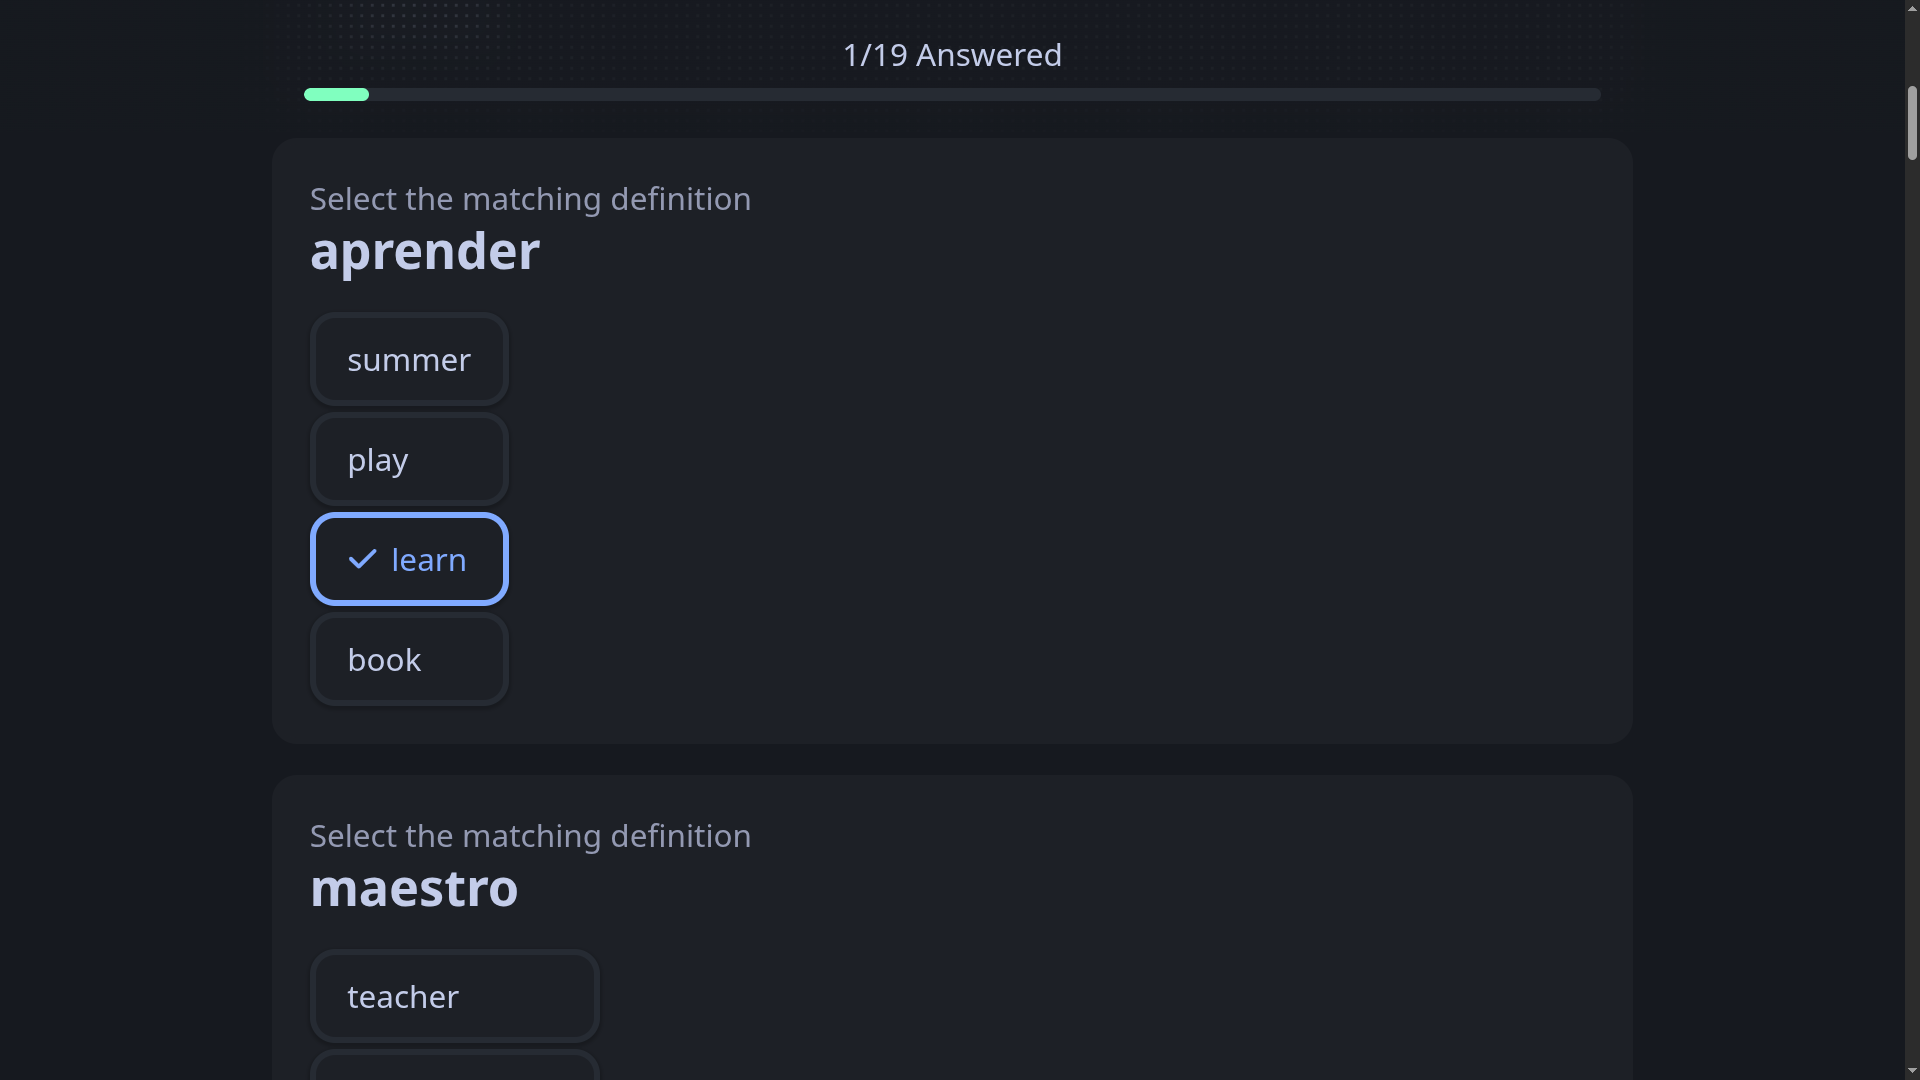 1/19 Answered
Select the matching definition
aprender
summer
play
learn
book
Select the matching definition
maestro
teacher